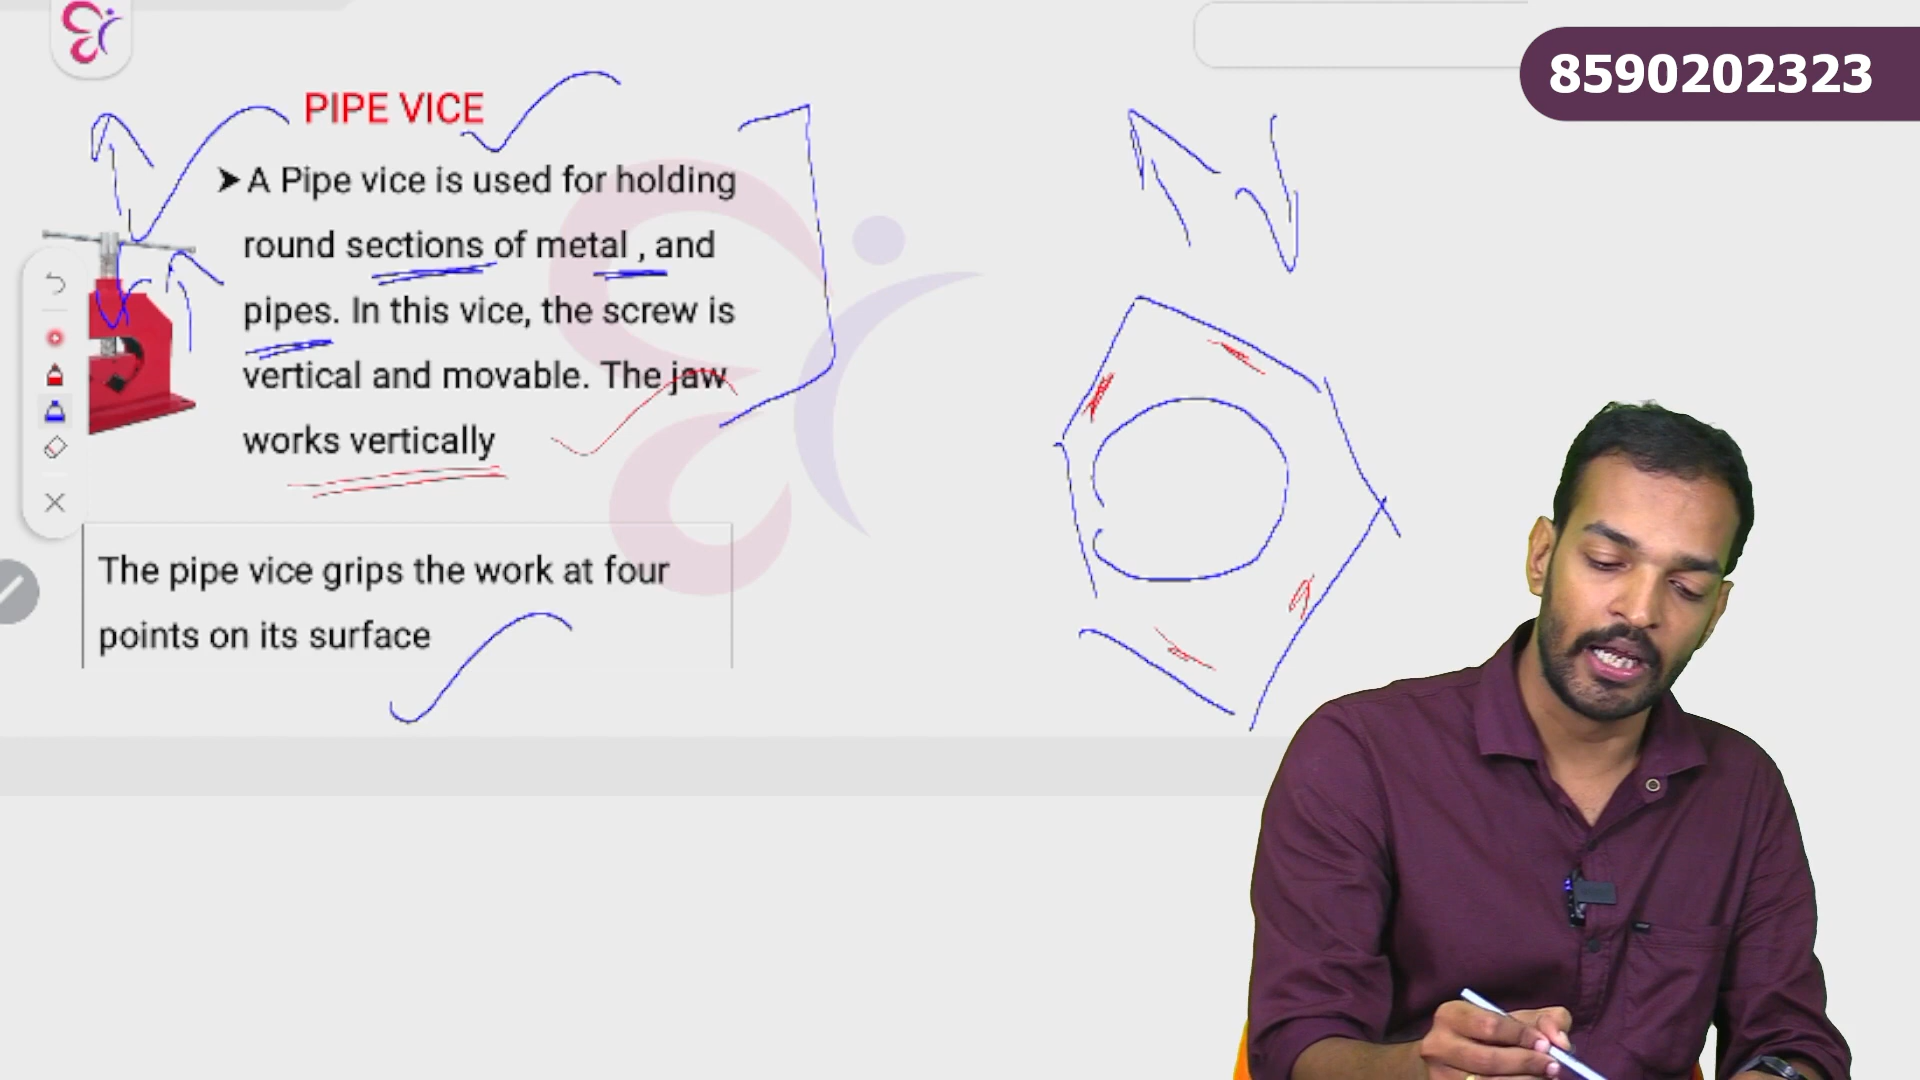 8590202323
PIPE VICE
➤A Pipe vice is used for holding
round sections of metal , and
pipes. In this vice, the screw is
vertical and movable. The jaw
works vertically
The pipe vice grips the work at four
points on its surface